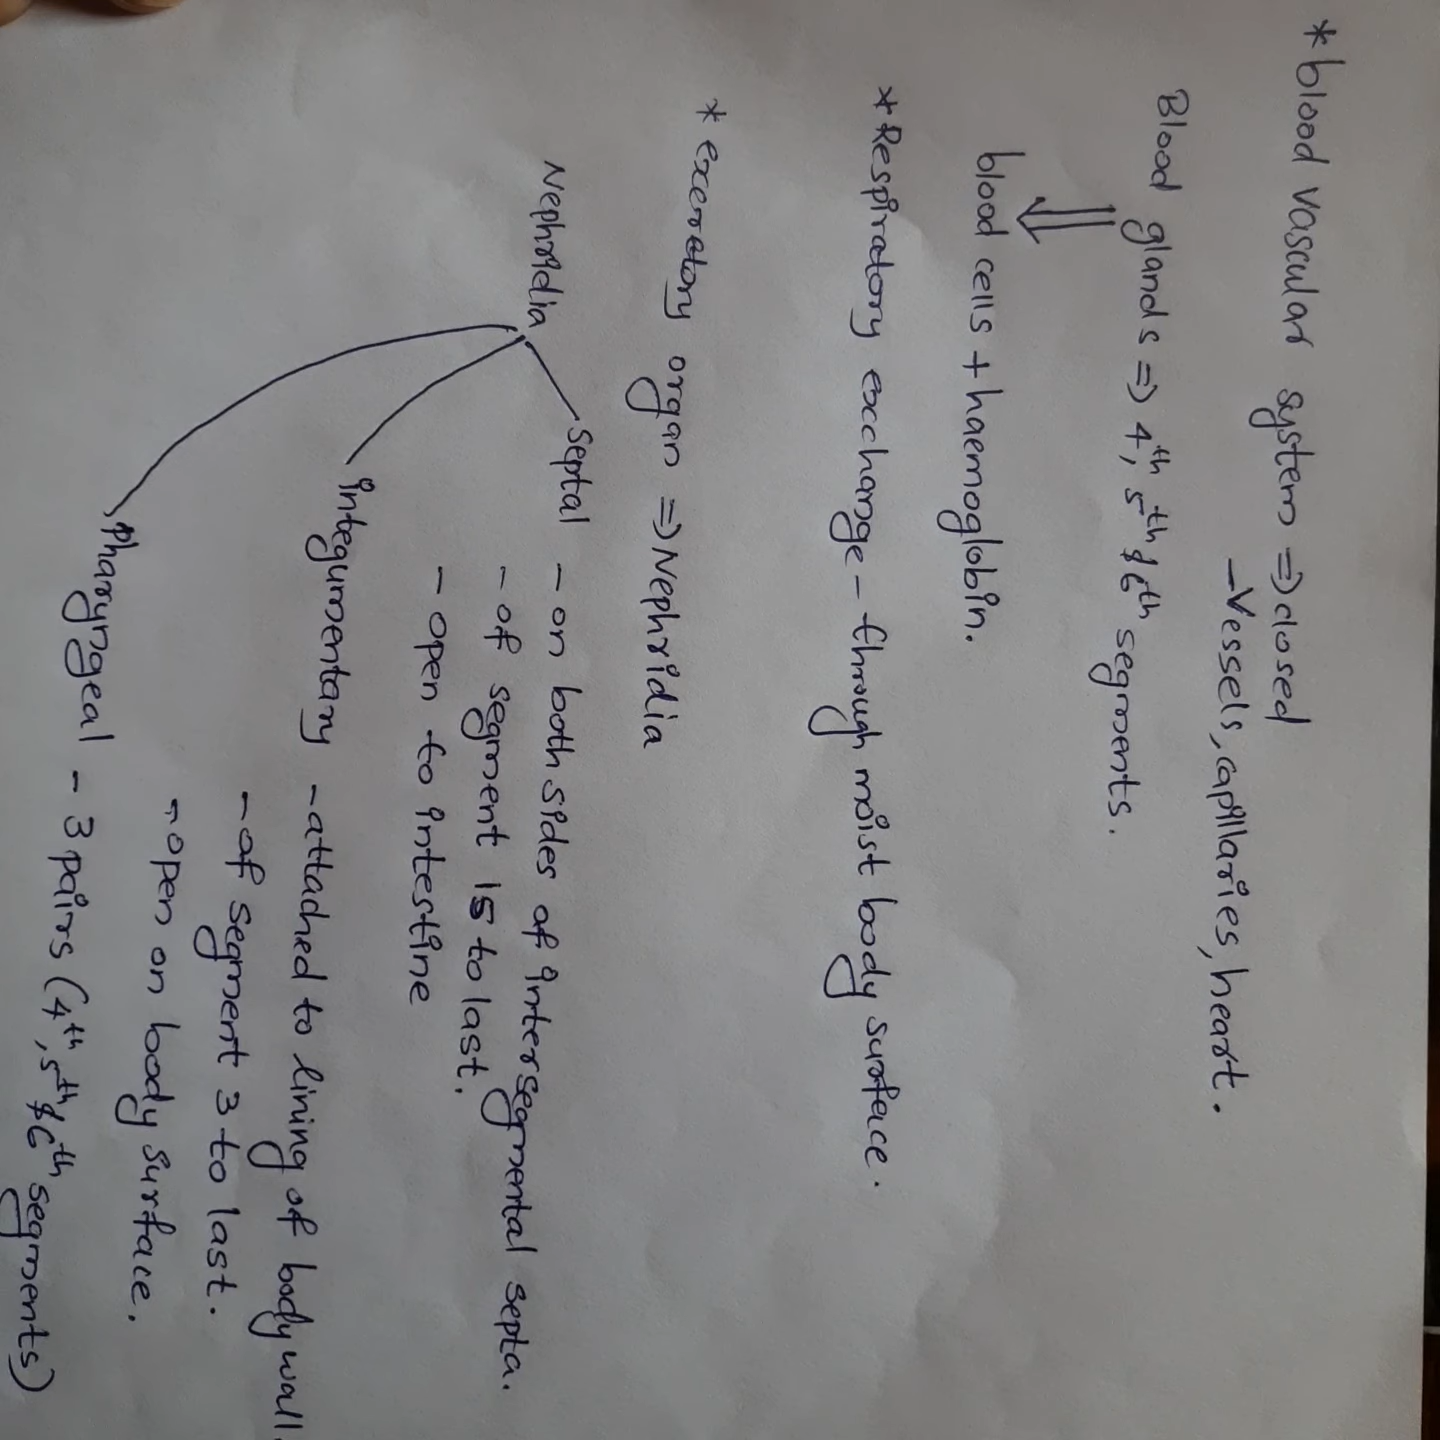 * blood vascular system ⇒ closed
- Vessels, capillaries, heart.
Blood glands ⇒ 4th, 5th & 6th segments.
⇓
blood cells + haemoglobin.
* Respiratory exchange - through moist body surface.
* excretory organ ⇒ Nephridia
Nephridia
Septal - on both sides of intersegmental septa.
- of segment 15 to last.
- open to intestine
integumentary - attached to lining of body wall.
- of segment 3 to last.
- open on body surface.
Pharyngeal - 3 pairs (4th, 5th & 6th segments)